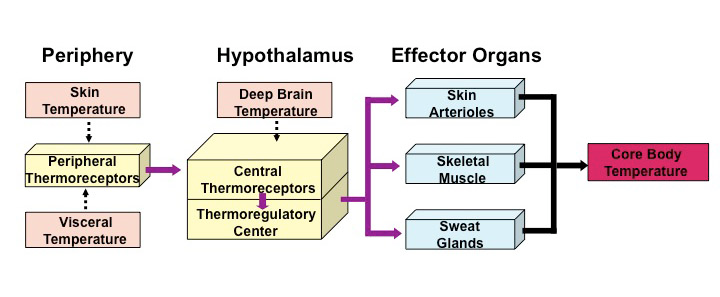 Periphery
Hypothalamus
Effector Organs
Skin
Temperature
Deep Brain
Temperature
Skin
Arterioles
Peripheral
Thermoreceptors
Central
Thermoreceptors
Skeletal
Muscle
Core Body
Temperature
Visceral
Temperature
Thermoregulatory
Center
Sweat
Glands